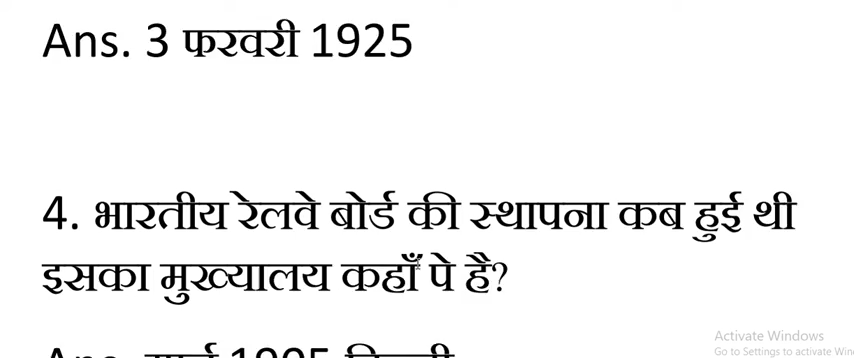 Ans. 3 फरवरी 1925
4. भारतीय रेलवे बोर्ड की स्थापना कब हुई थी
इसका मुख्यालय कहाँ पे है?
Activate Windows
Go to Settings to activate Win